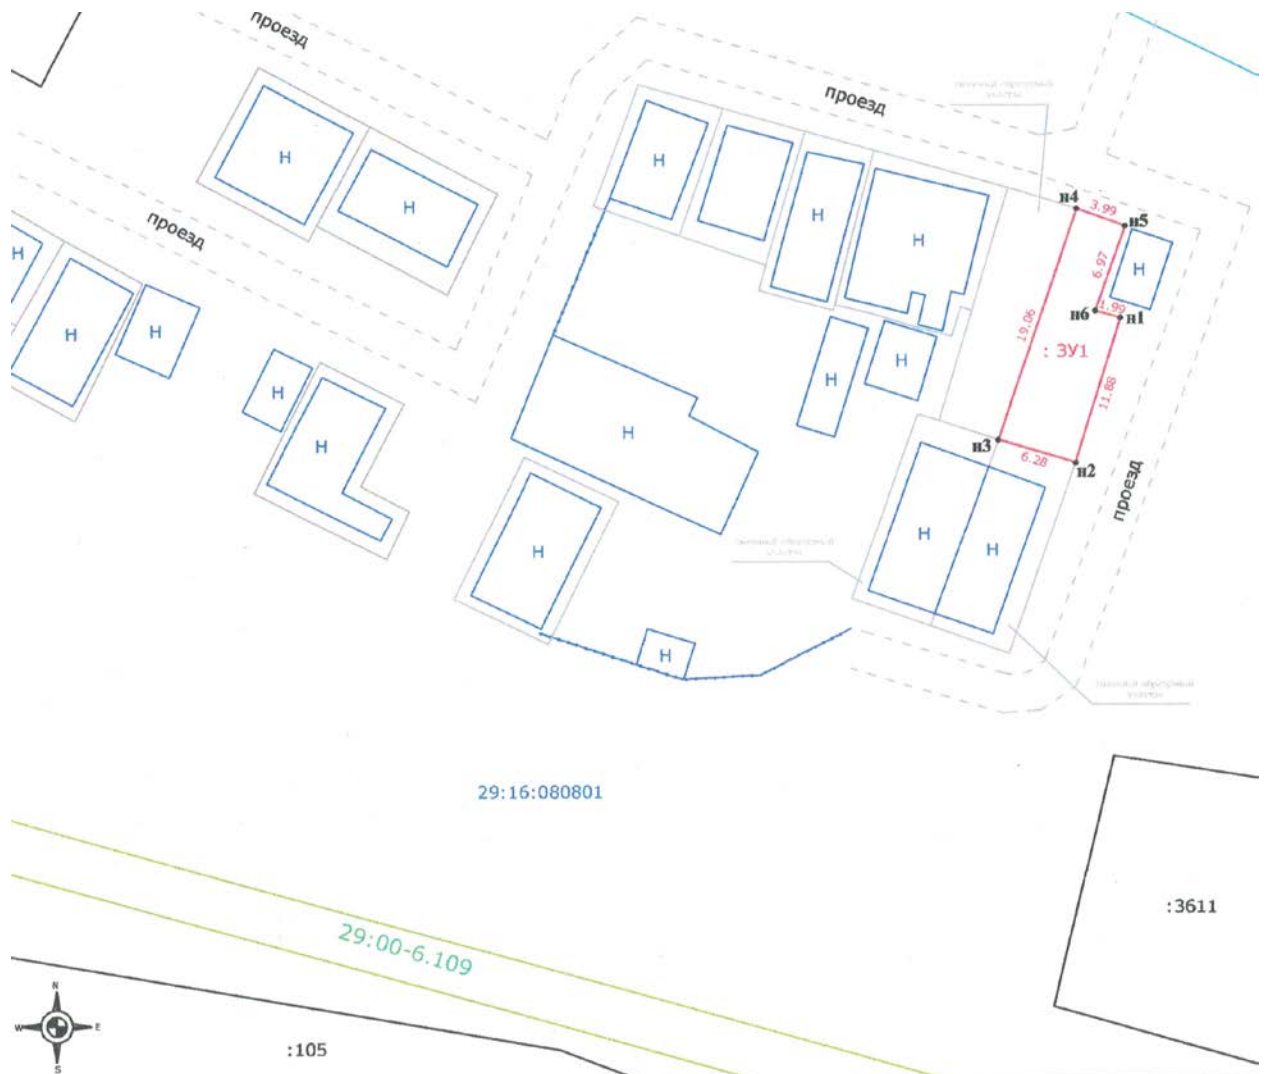 проезд
проезд
н4
3.99
н5
Н
Н
Н
Н
Н
Н
проезд
6.97
Н
Н
н6
1.99
н1
19.06
: ЗУ1
Н
Н
Н
Н
Н
11.88
Н
Н
н3
6.28
н2
проезд
Н
Н
Н
Н
29:16:080801
:3611
29:00-6.109
N
W
E
S
:105